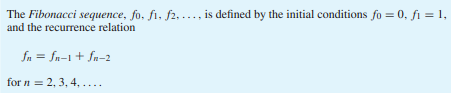 The Fibonacci sequence, f₀, f₁, f₂, . . . , is defined by the initial conditions f₀ = 0, f₁ = 1,
and the recurrence relation
fₙ = fₙ₋₁ + fₙ₋₂
for n = 2, 3, 4, . . . .